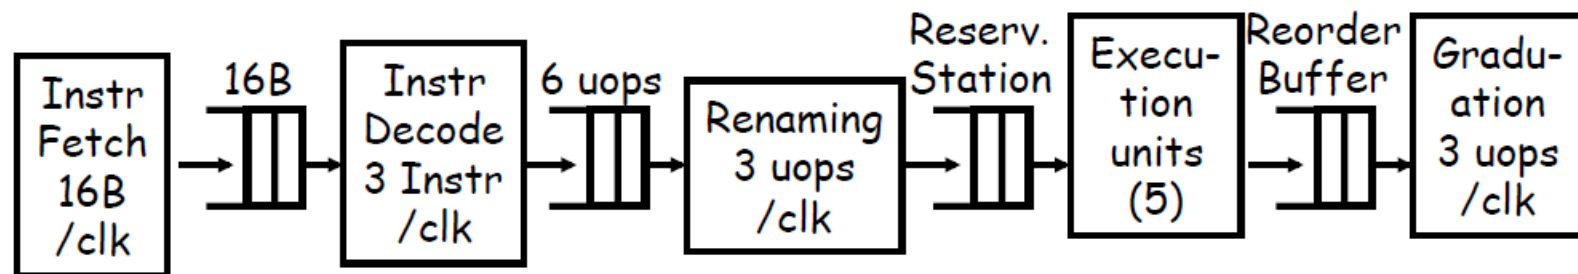 Instr
Fetch
16B
/clk
16B
Instr
Decode
3 Instr
/clk
6 uops
Renaming
3 uops
/clk
Reserv.
Station
Execu-
tion
units
(5)
Reorder
Buffer
Gradu-
ation
3 uops
/clk